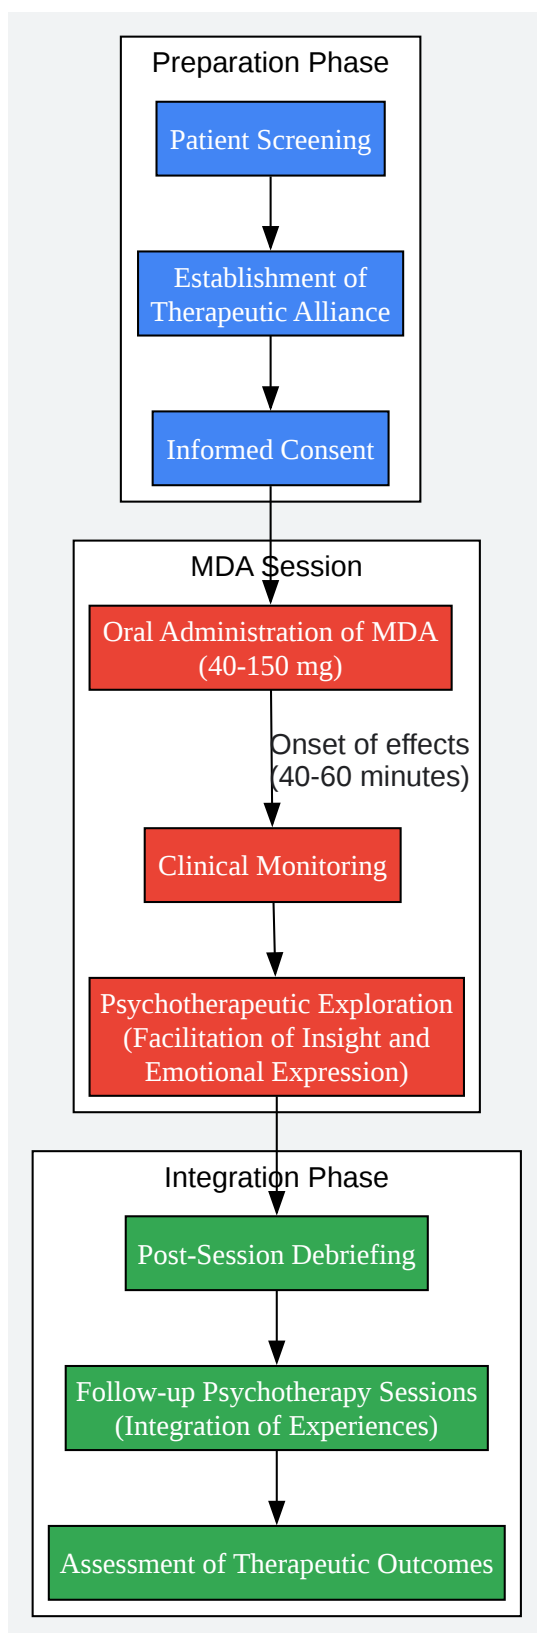 Preparation Phase
Patient Screening
Establishment of
Therapeutic Alliance
Informed Consent
MDA Session
Oral Administration of MDA
(40-150 mg)
Onset of effects
(40-60 minutes)
Clinical Monitoring
Psychotherapeutic Exploration
(Facilitation of Insight and
Emotional Expression)
Integration Phase
Post-Session Debriefing
Follow-up Psychotherapy Sessions
(Integration of Experiences)
Assessment of Therapeutic Outcomes